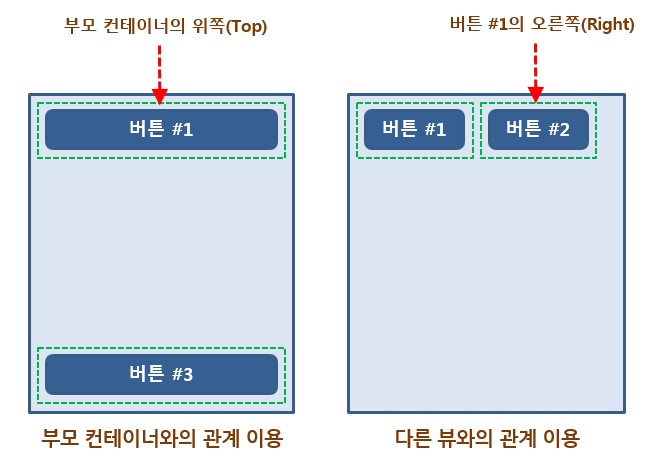 부모 컨테이너의 위쪽(Top)
버튼 #1의 오른쪽(Right)
버튼 #1
버튼 #1
버튼 #2
버튼 #3
부모 컨테이너와의 관계 이용
다른 뷰와의 관계 이용